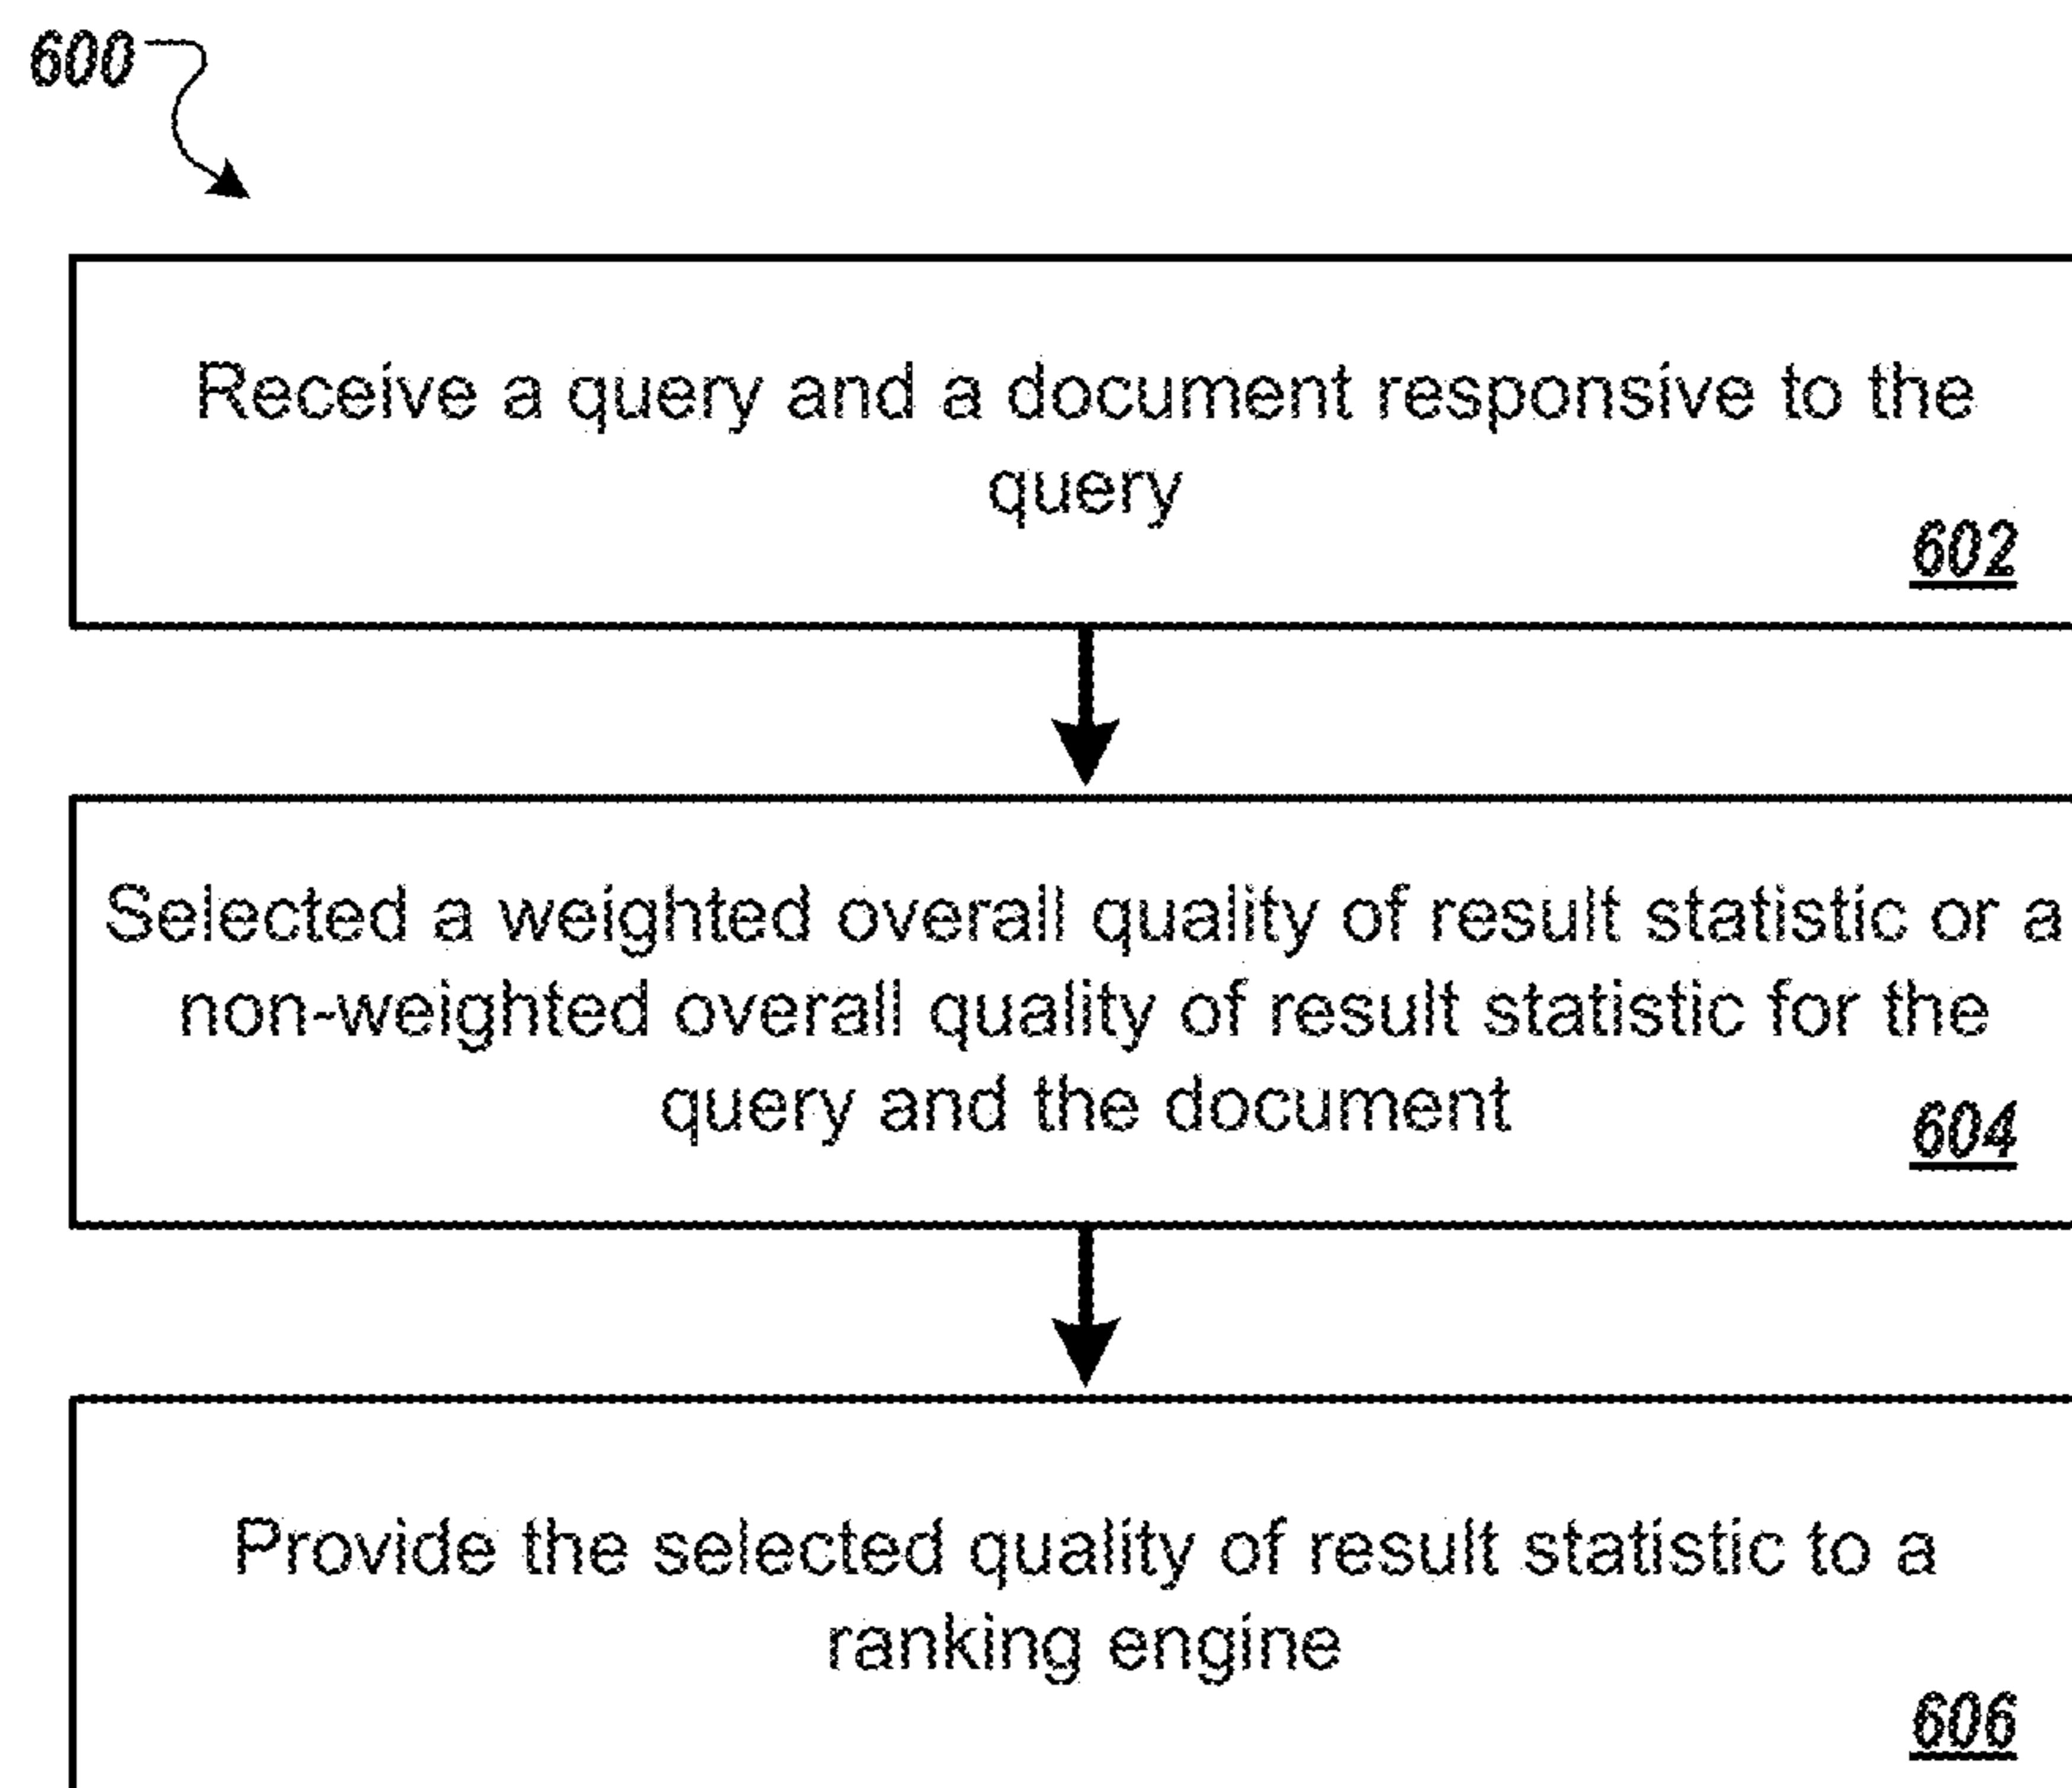 600
Receive a query and a document responsive to the
query
602
Selected a weighted overall quality of result statistic or a
non-weighted overall quality of result statistic for the
query and the document
604
Provide the selected quality of result statistic to a
ranking engine
606